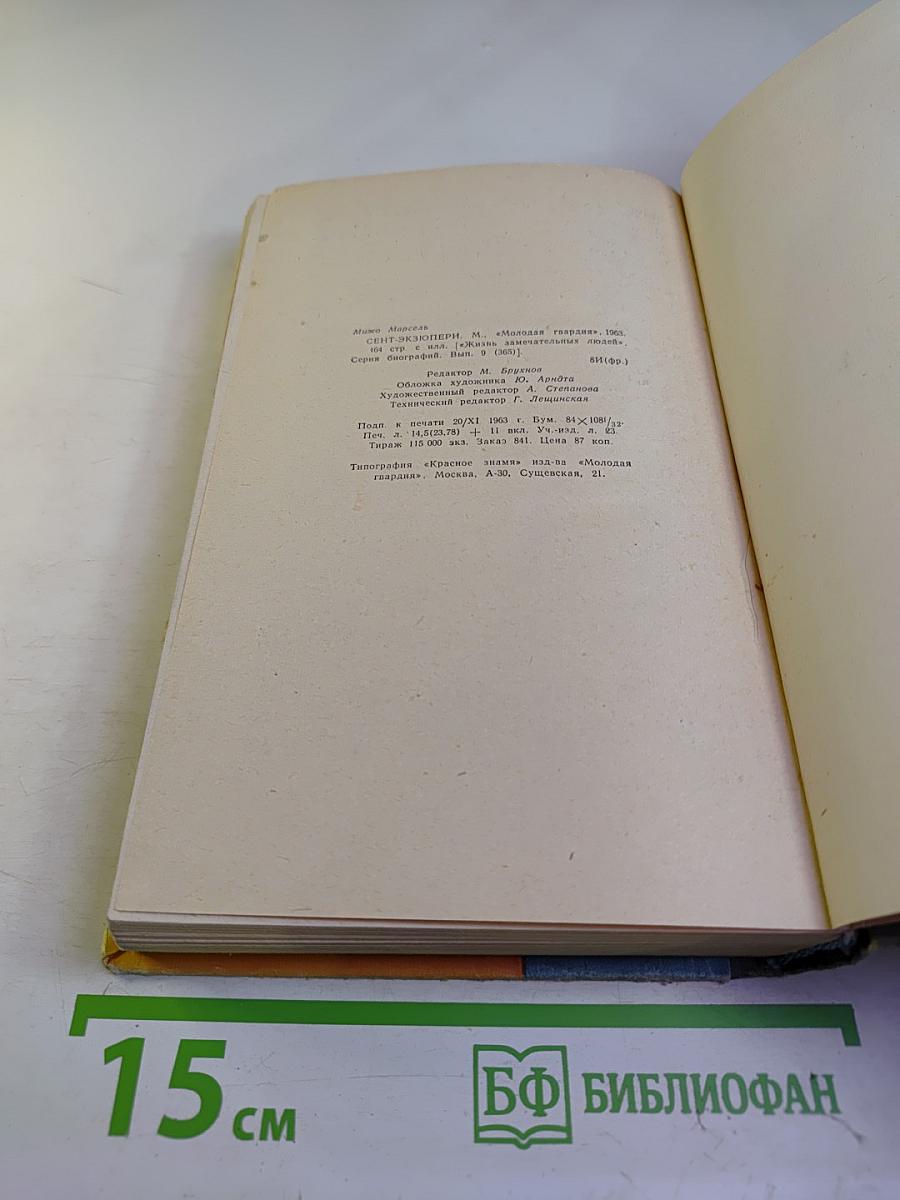 Мижо Марсель
СЕНТ-ЭКЗЮПЕРИ. М., «Молодая гвардия», 1963.
464 стр. с илл. [«Жизнь замечательных людей».
Серия биографий. Вып. 9 (365)].
8И(фр.)
Редактор М. Брухнов
Обложка художника Ю. Арндта
Художественный редактор А. Степанова
Технический редактор Г. Лещинская
Подп. к печати 20/XI 1963 г. Бум. 84×108¹/₃₂.
Печ. л. 14,5(23,78) + 11 вкл. Уч.-изд. л. 23.
Тираж 115 000 экз. Заказ 841. Цена 87 коп.
Типография «Красное знамя» изд-ва «Молодая
гвардия». Москва, А-30, Сущевская, 21.
15 см
БФ БИБЛИОФАН